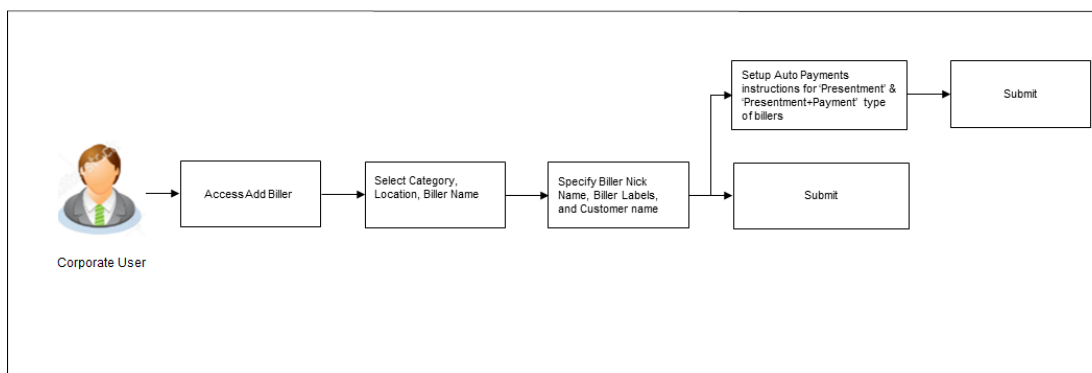 Setup Auto Payments
instructions for 'Presentment' &
'Presentment+Payment' type
of billers
Submit
Access Add Biller
Select Category,
Location, Biller Name
Specify Biller Nick
Name, Biller Labels,
and Customer name
Submit
Corporate User